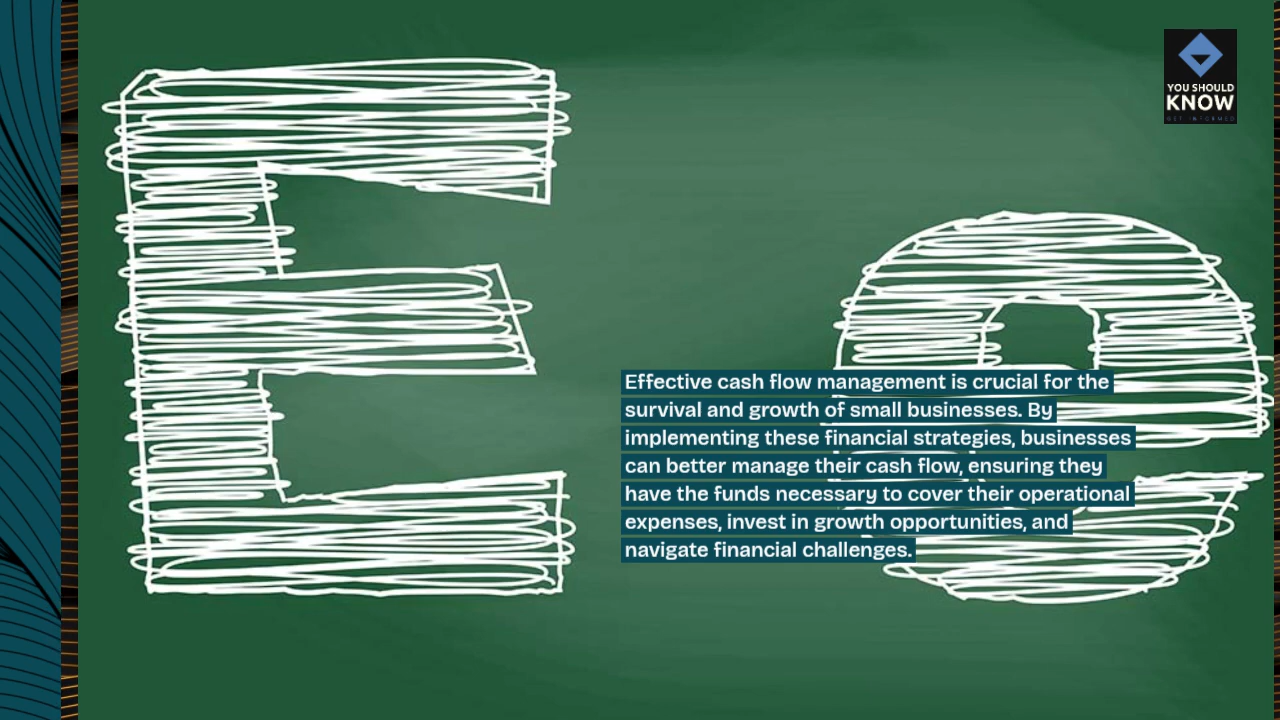 E e
YOU SHOULD
KNOW
GET INFORMED
Effective cash flow management is crucial for the
survival and growth of small businesses. By
implementing these financial strategies, businesses
can better manage their cash flow, ensuring they
have the funds necessary to cover their operational
expenses, invest in growth opportunities, and
navigate financial challenges.